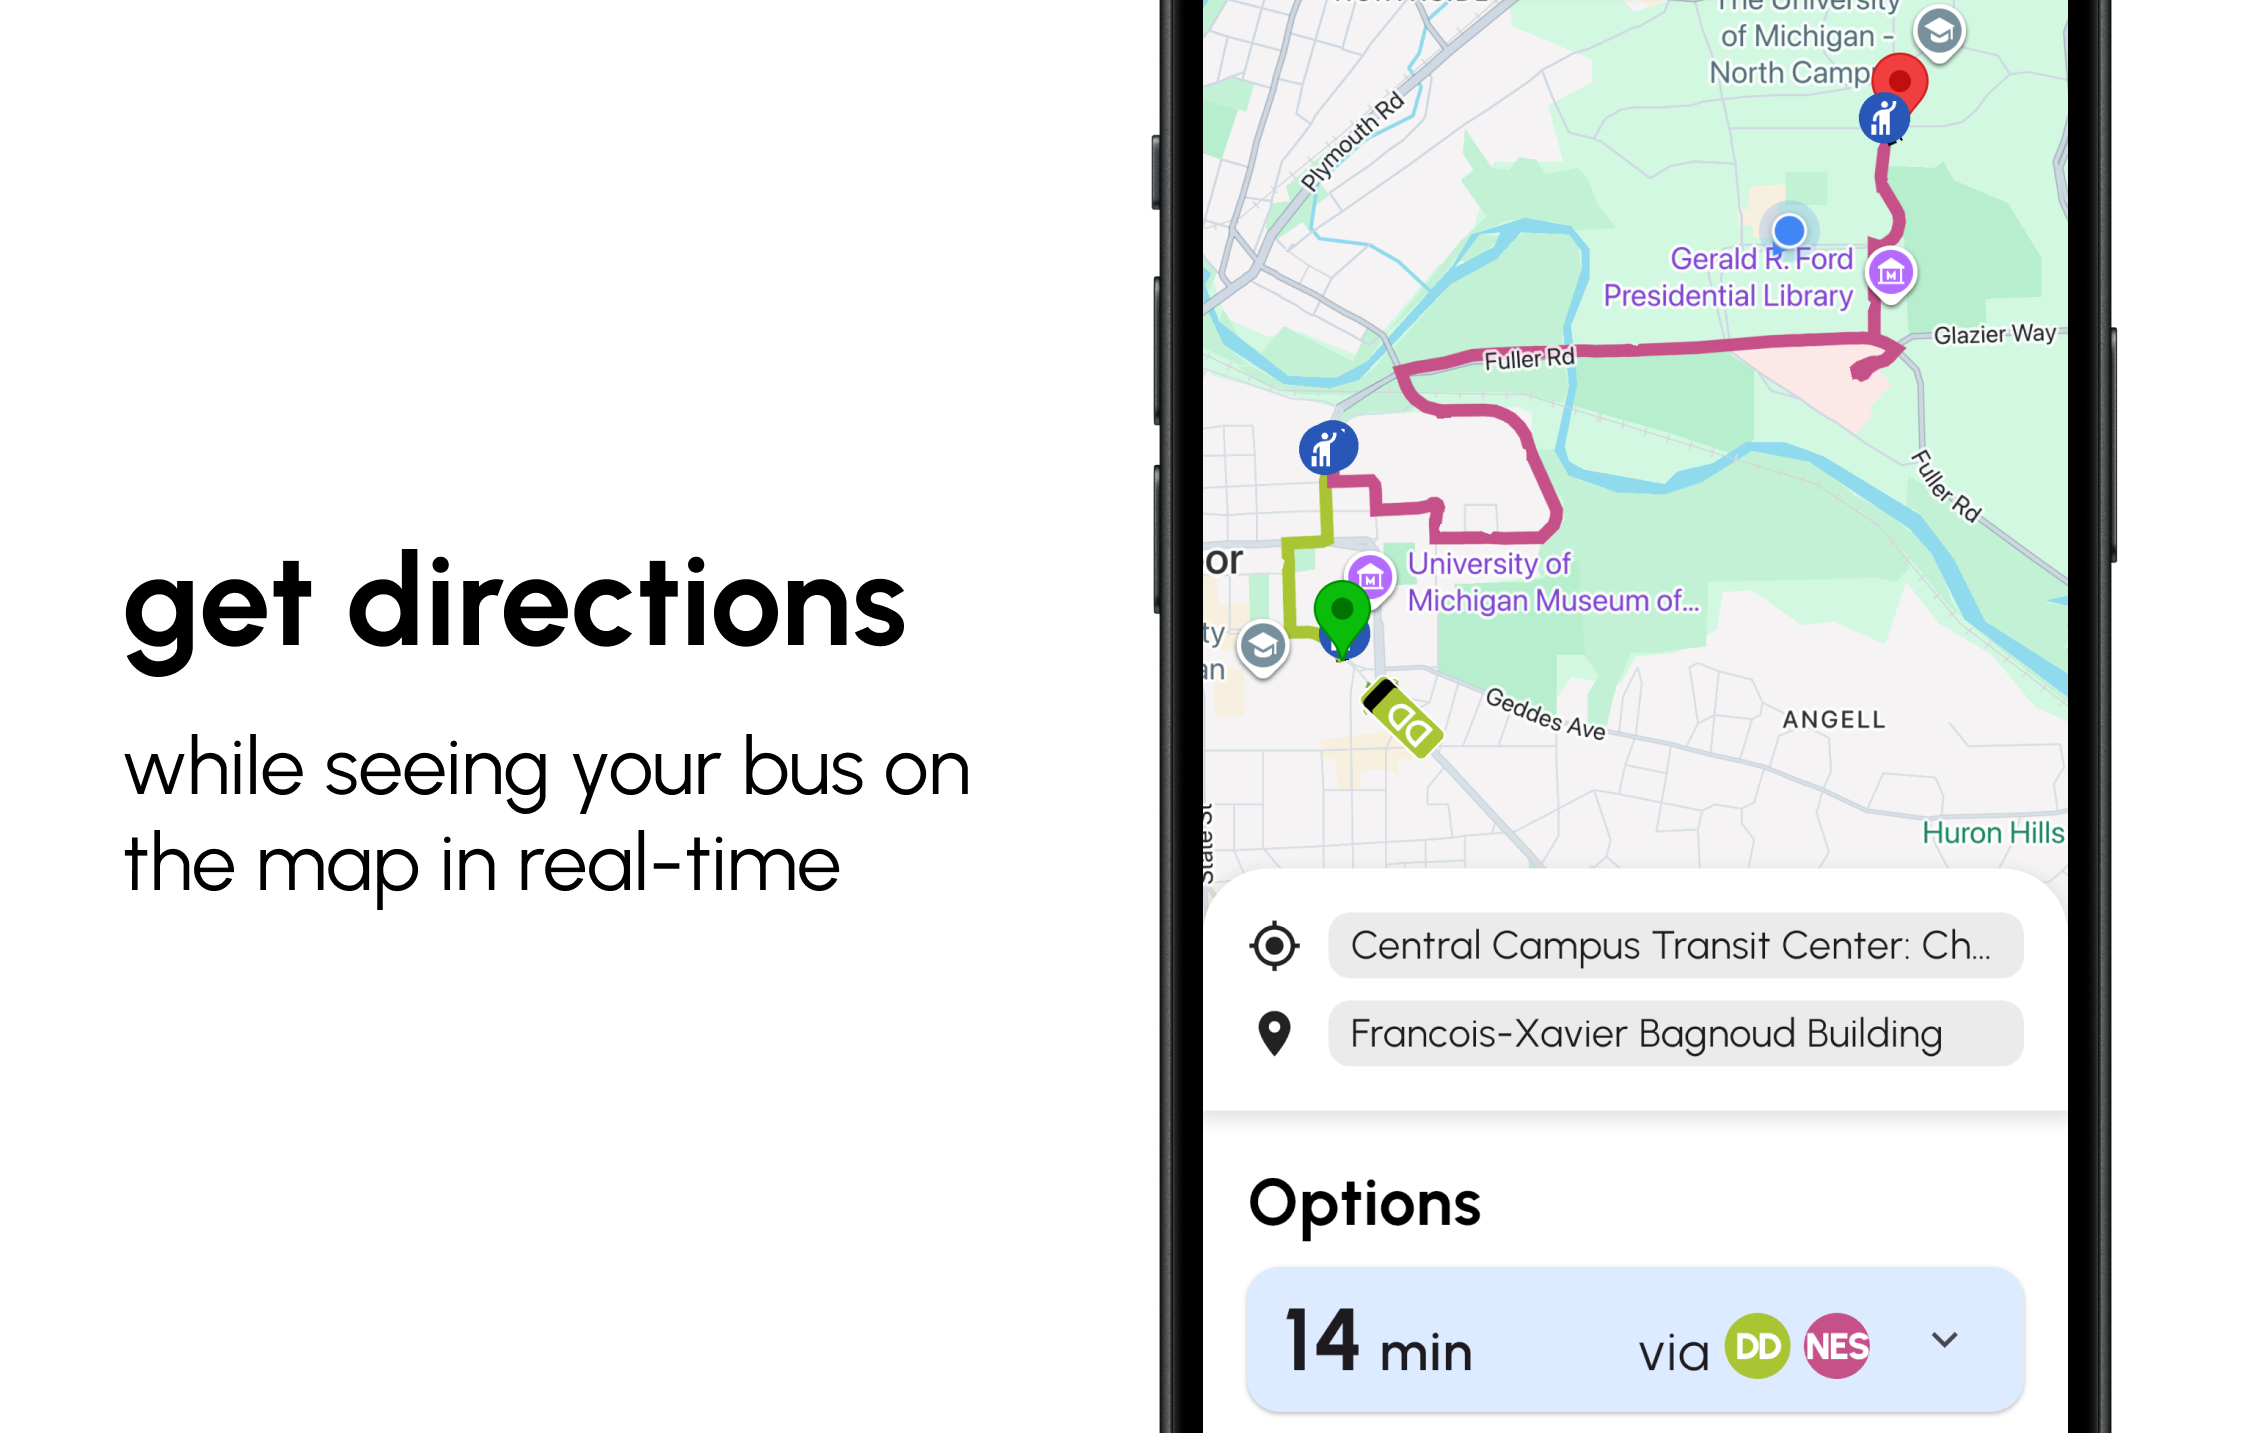 get directions
while seeing your bus on
the map in real-time
The University
of Michigan -
North Camp
Plymouth Rd
Gerald R. Ford
Presidential Library
Glazier Way
Fuller Rd
Fuller Rd
or
University of
Michigan Museum of...
ty
an
DD
Geddes Ave
ANGELL
State St
Huron Hills
Central Campus Transit Center: Ch...
Francois-Xavier Bagnoud Building
Options
14 min
via DD NES